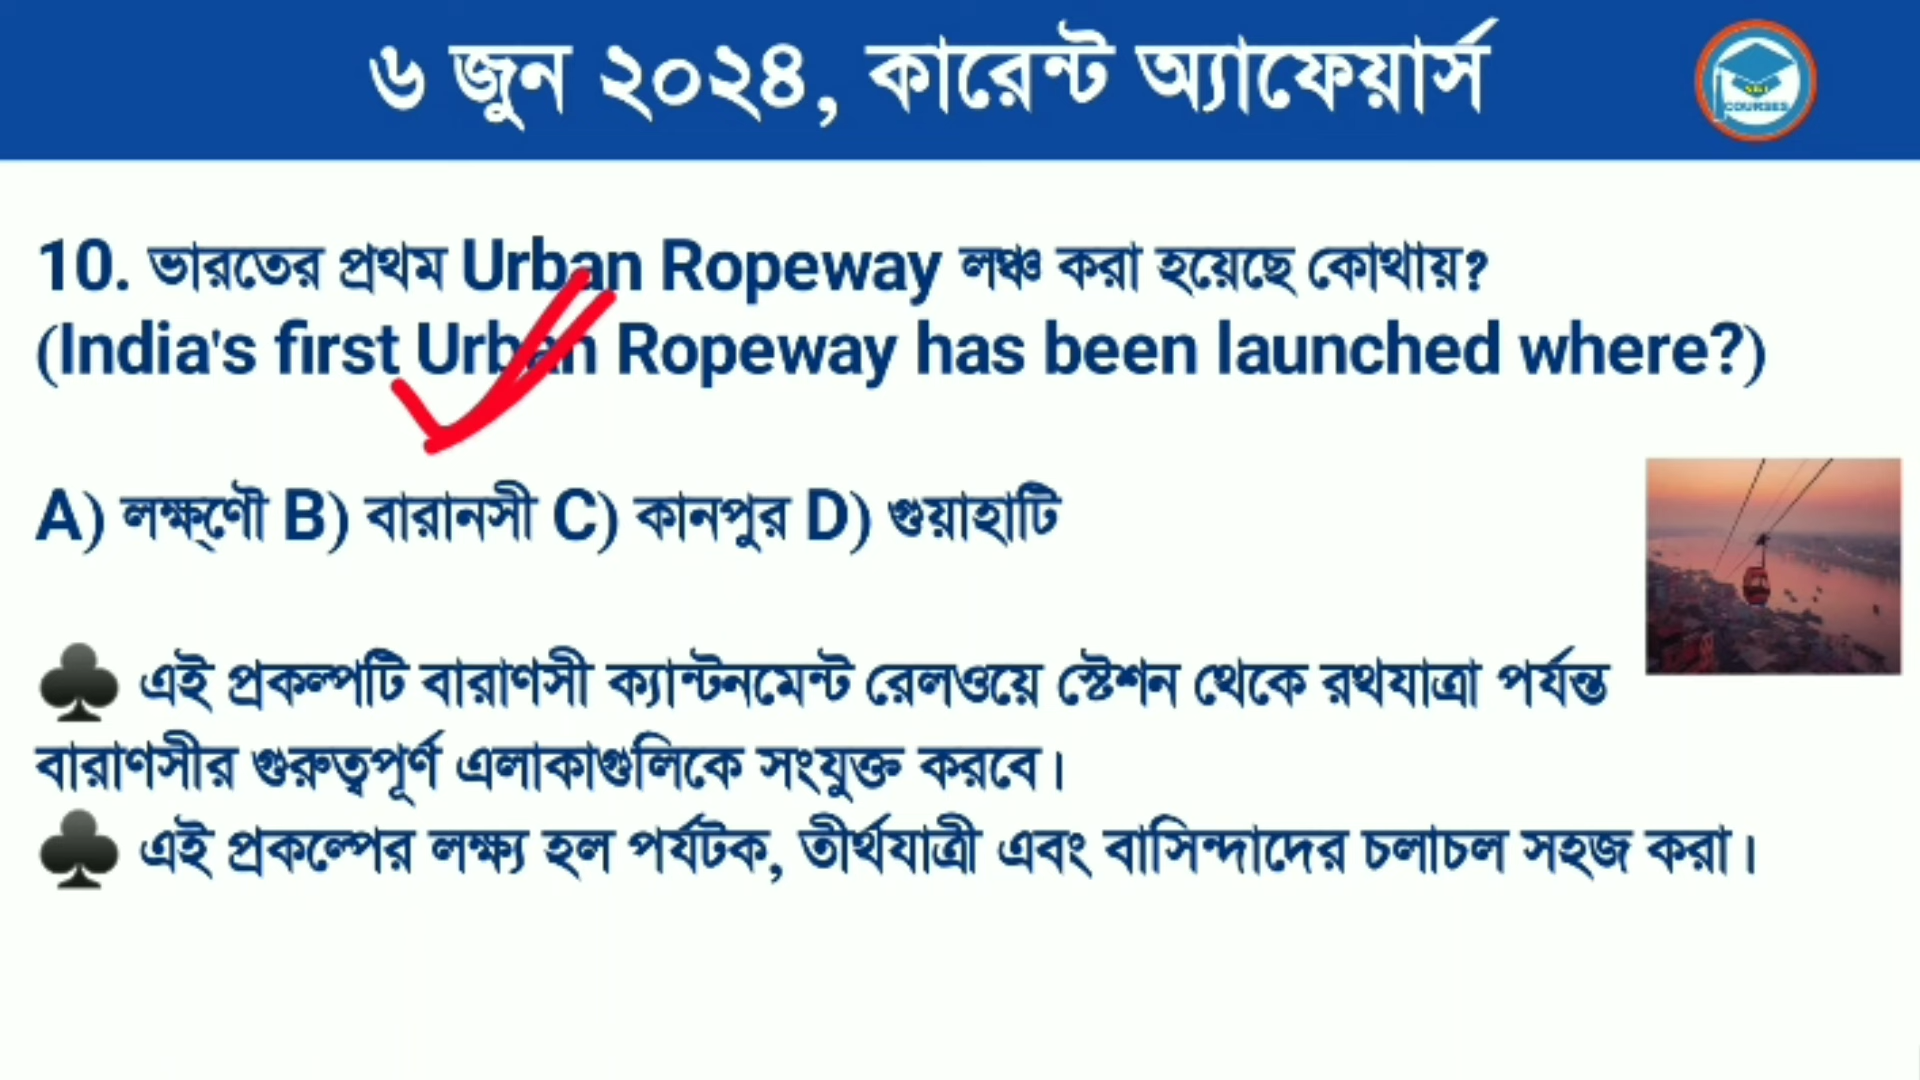 ৬ জুন ২০২৪, কারেন্ট অ্যাফেয়ার্স
COURSES
10. ভারতের প্রথম Urban Ropeway লঞ্চ করা হয়েছে কোথায়?
(India's first Urban Ropeway has been launched where?)
A) লক্ষ্ণৌ B) বারানসী C) কানপুর D) গুয়াহাটি
♣ এই প্রকল্পটি বারাণসী ক্যান্টনমেন্ট রেলওয়ে স্টেশন থেকে রথযাত্রা পর্যন্ত
বারাণসীর গুরুত্বপূর্ণ এলাকাগুলিকে সংযুক্ত করবে।
♣ এই প্রকল্পের লক্ষ্য হল পর্যটক, তীর্থযাত্রী এবং বাসিন্দাদের চলাচল সহজ করা।